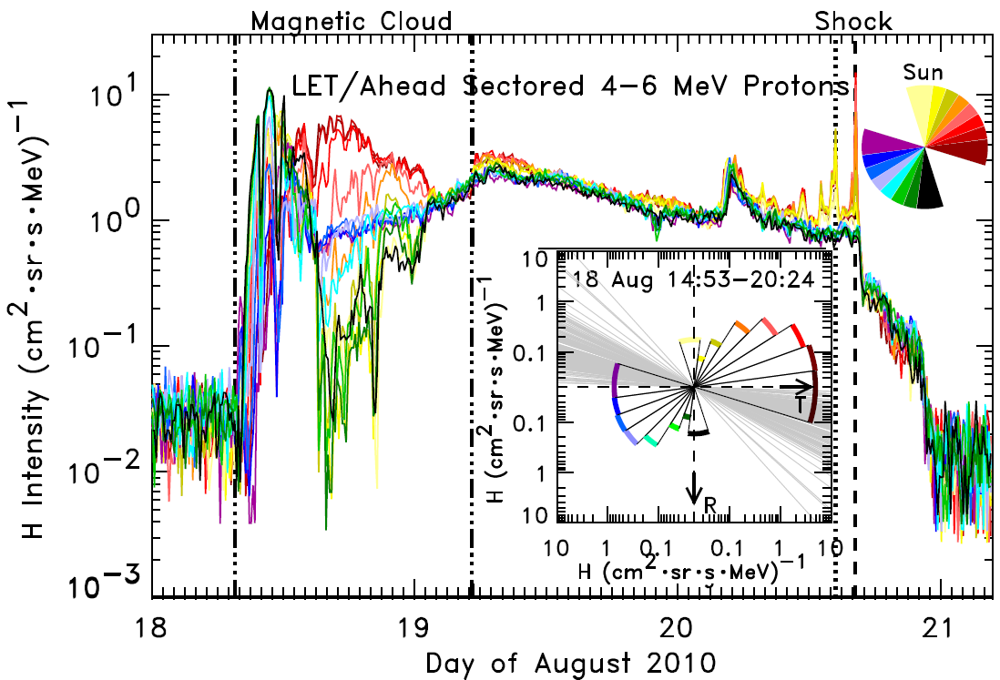 Magnetic Cloud Shock
LET/Ahead Sectored 4-6 MeV Protons
Sun
H Intensity (cm²·sr·s·MeV)⁻¹
10¹
10⁰
10⁻¹
10⁻²
10⁻³
18 Aug 14:53-20:24
H (cm²·sr·s·MeV)⁻¹
10
1
0.1
0.1
1
10
T
R
10 1 0.1 0.1 1 10
H (cm²·sr·s·MeV)⁻¹
18 19 20 21
Day of August 2010